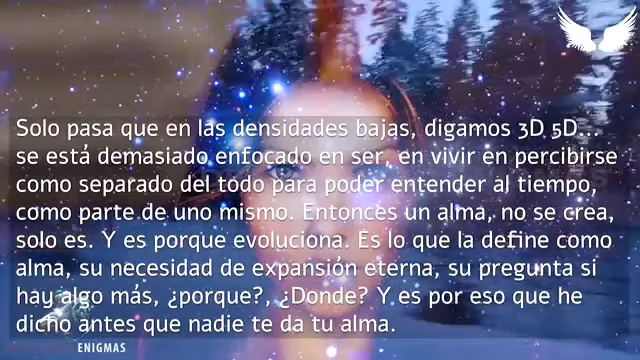 Solo pasa que en las densidades bajas, digamos 3D 5D...
se está demasiado enfocado en ser, en vivir en percibirse
como separado del todo para poder entender al tiempo,
como parte de uno mismo. Entonces un alma, no se crea,
solo es. Y es porque evoluciona. Es lo que la define como
alma, su necesidad de expansión eterna, su pregunta si
hay algo más, ¿porque?, ¿Donde? Y es por eso que he
dicho antes que nadie te da tu alma.
ENIGMAS